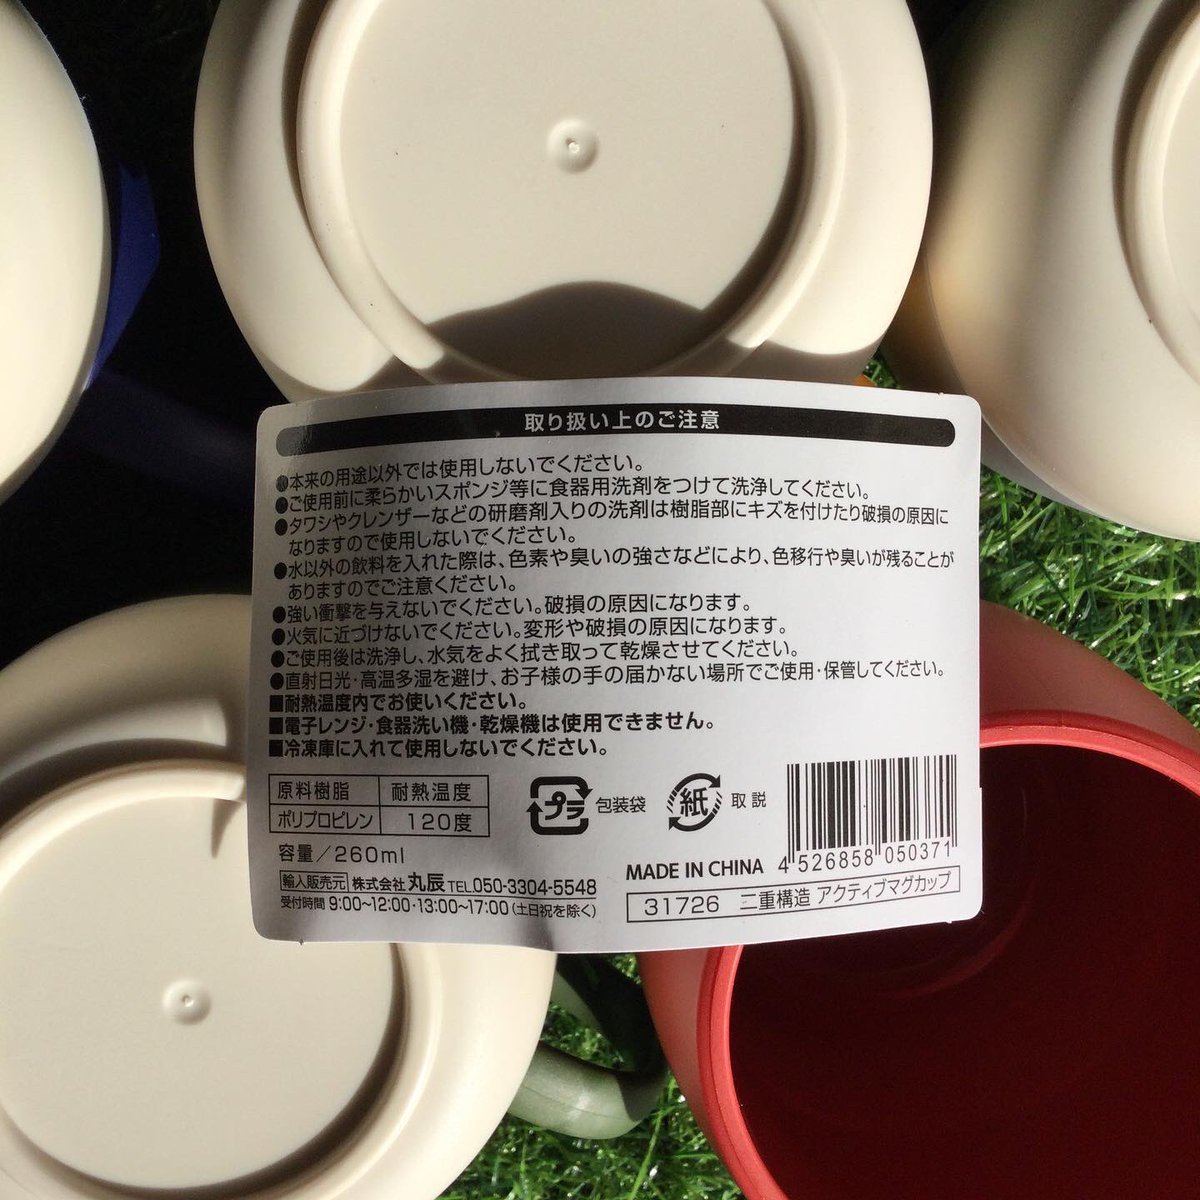 取り扱い上のご注意
●本来の用途以外では使用しないでください。
●ご使用前に柔らかいスポンジ等に食器用洗剤をつけて洗浄してください。
●タワシやクレンザーなどの研磨剤入りの洗剤は樹脂部にキズを付けたり破損の原因に
なりますので使用しないでください。
●水以外の飲料を入れた際は、色素や臭いの強さなどにより、色移行や臭いが残ることが
ありますのでご注意ください。
●強い衝撃を与えないでください。破損の原因になります。
●火気に近づけないでください。変形や破損の原因になります。
●ご使用後は洗浄し、水気をよく拭き取って乾燥させてください。
●直射日光・高温多湿を避け、お子様の手の届かない場所でご使用・保管してください。
■耐熱温度内でお使いください。
■電子レンジ・食器洗い機・乾燥機は使用できません。
■冷凍庫に入れて使用しないでください。
原料樹脂 耐熱温度
ポリプロピレン 120度
プラ 包装袋 紙 取説
容量／260ml
輸入販売元 株式会社 丸辰 TEL.050-3304-5548
受付時間 9:00〜12:00・13:00〜17:00（土日祝を除く）
MADE IN CHINA
4 526858 050371
31726 二重構造 アクティブマグカップ